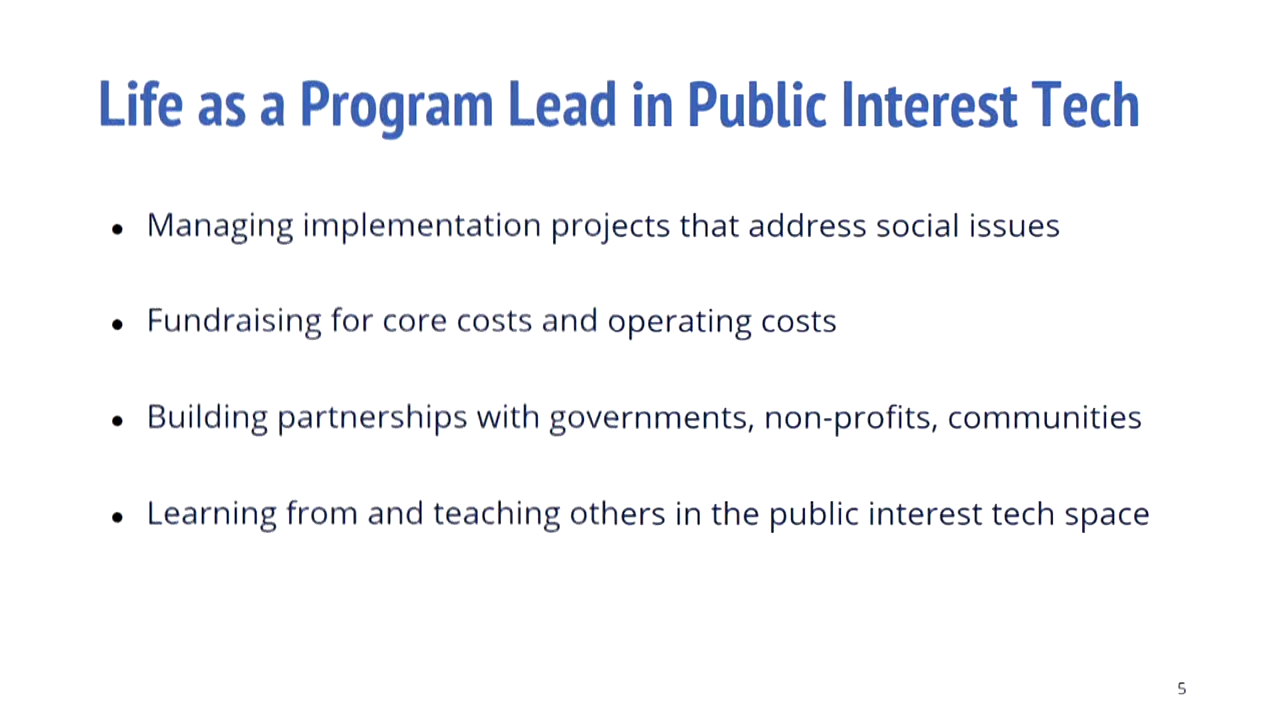 Life as a Program Lead in Public Interest Tech
• Managing implementation projects that address social issues
• Fundraising for core costs and operating costs
• Building partnerships with governments, non-profits, communities
• Learning from and teaching others in the public interest tech space
5